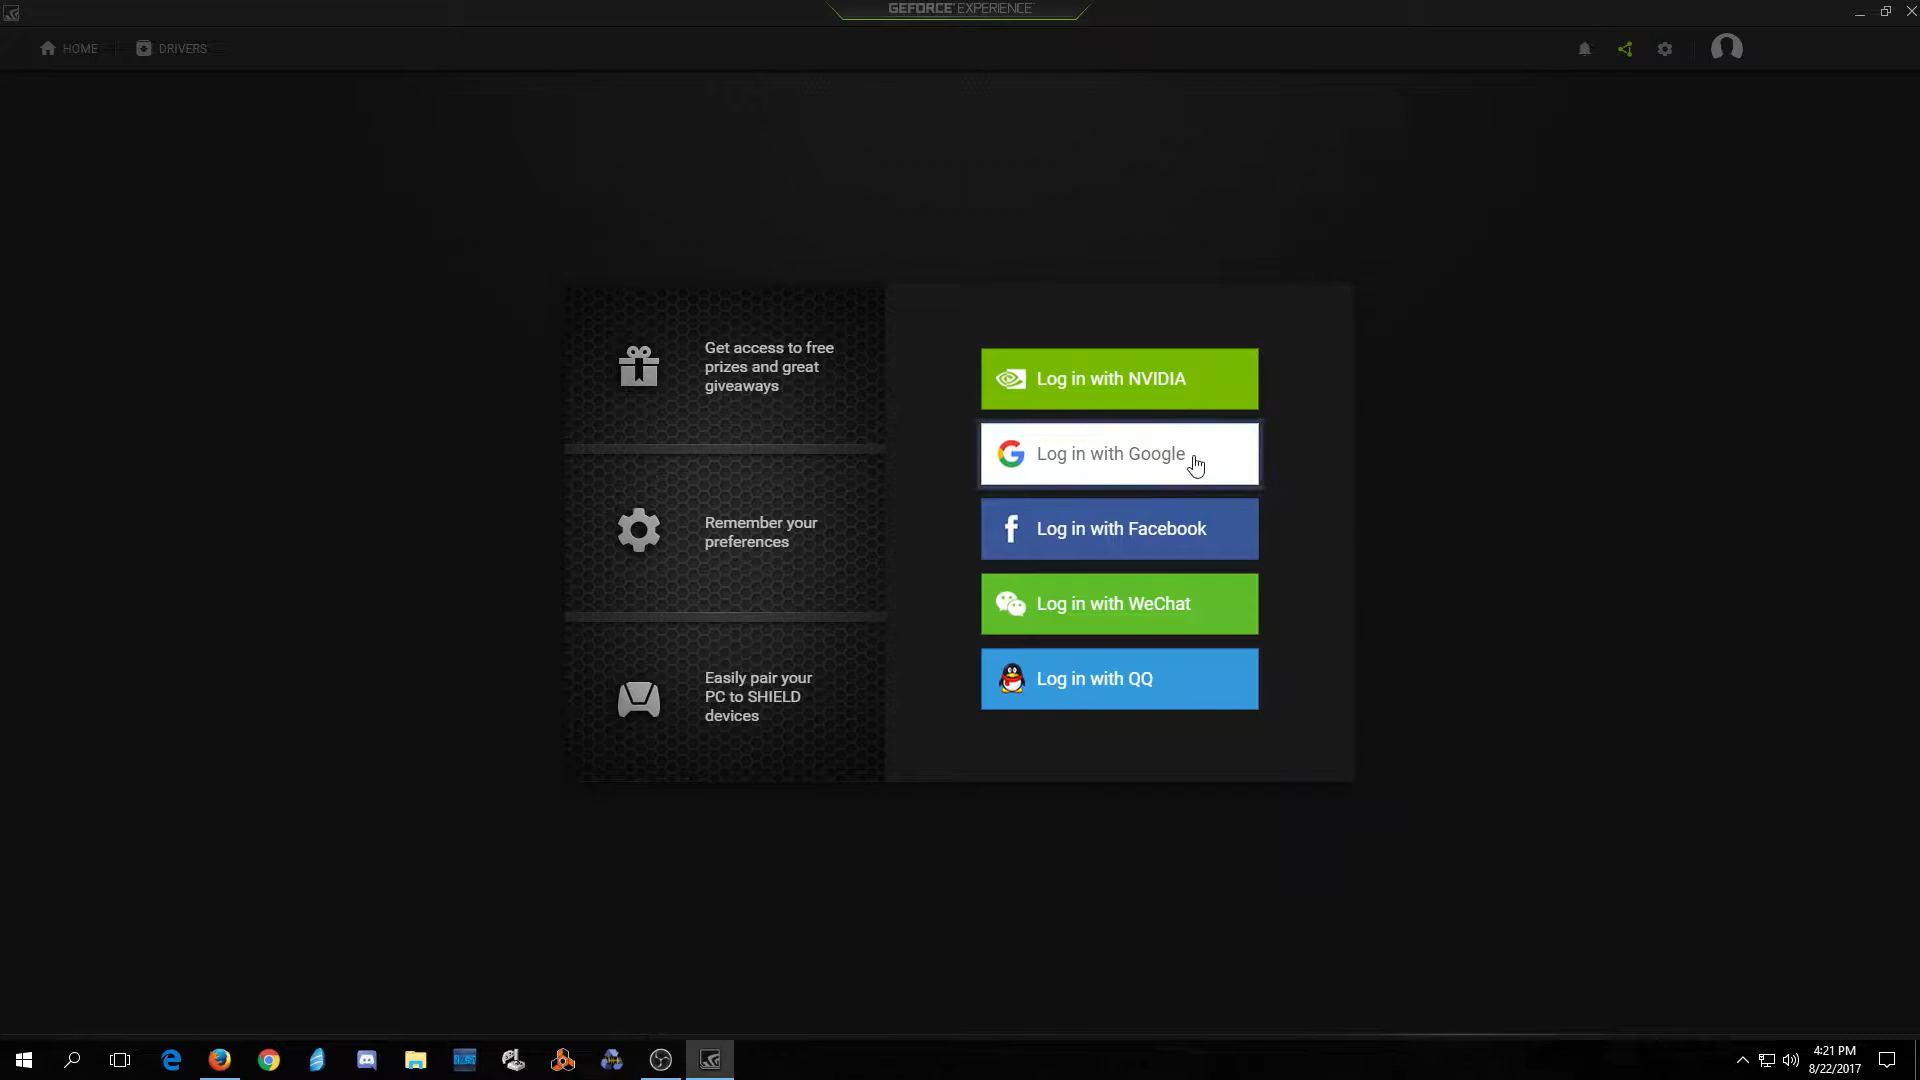 GEFORCE EXPERIENCE
HOME
DRIVERS
Get access to free
prizes and great
giveaways
Remember your
preferences
Easily pair your
PC to SHIELD
devices
Log in with NVIDIA
Log in with Google
Log in with Facebook
Log in with WeChat
Log in with QQ
4:21 PM
8/22/2017